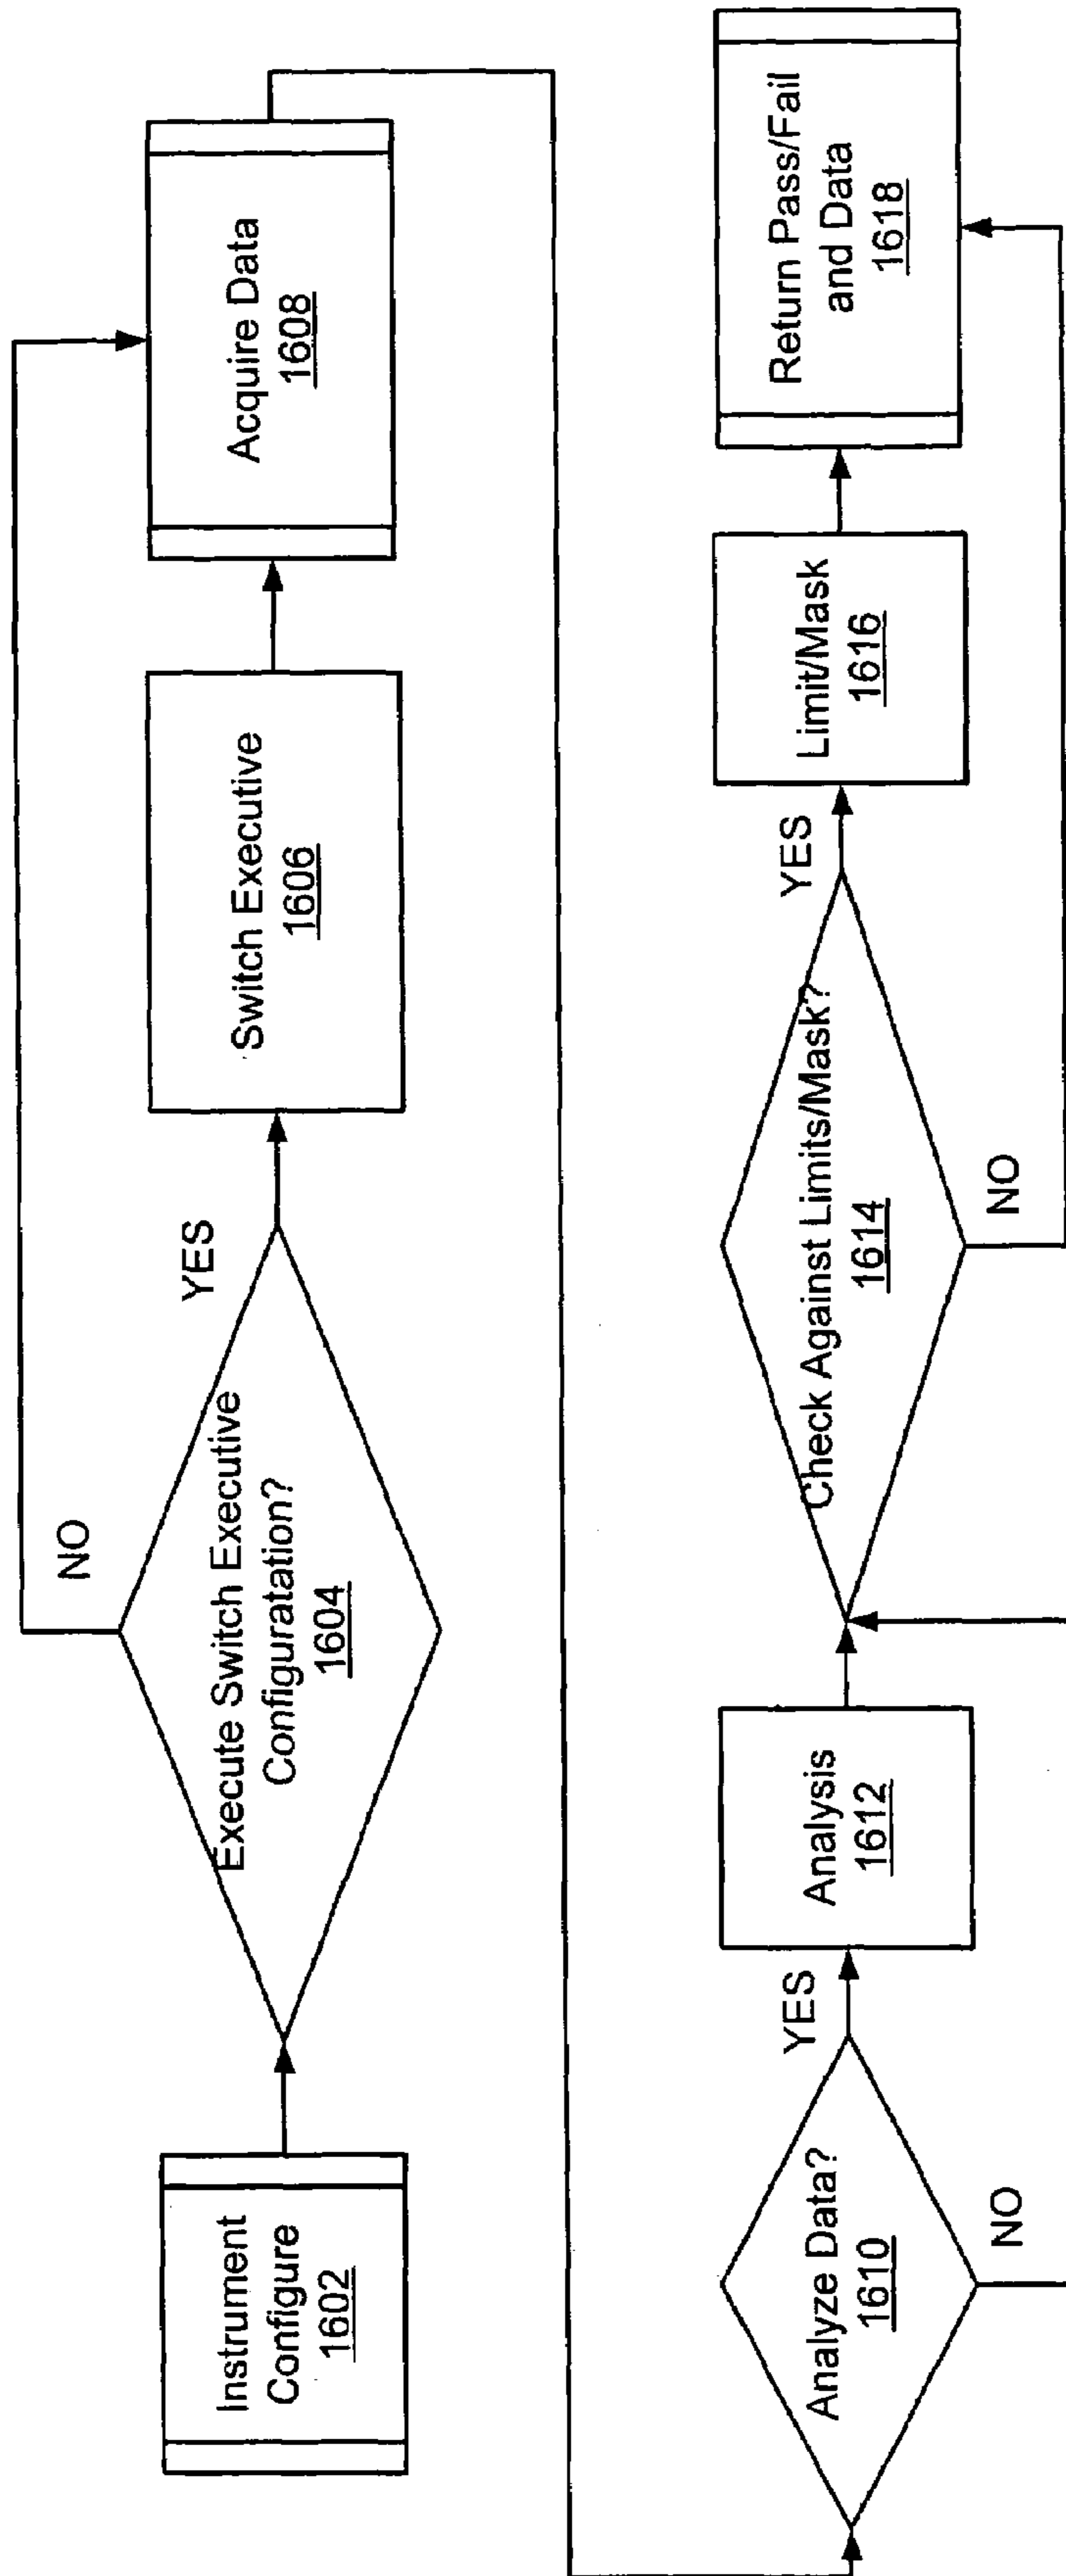 Instrument
Configure
1602
Execute Switch Executive
Configuratation?
1604
NO
YES
Switch Executive
1606
Acquire Data
1608
Analyze Data?
1610
YES
NO
Analysis
1612
Check Against Limits/Mask?
1614
YES
NO
Limit/Mask
1616
Return Pass/Fail
and Data
1618